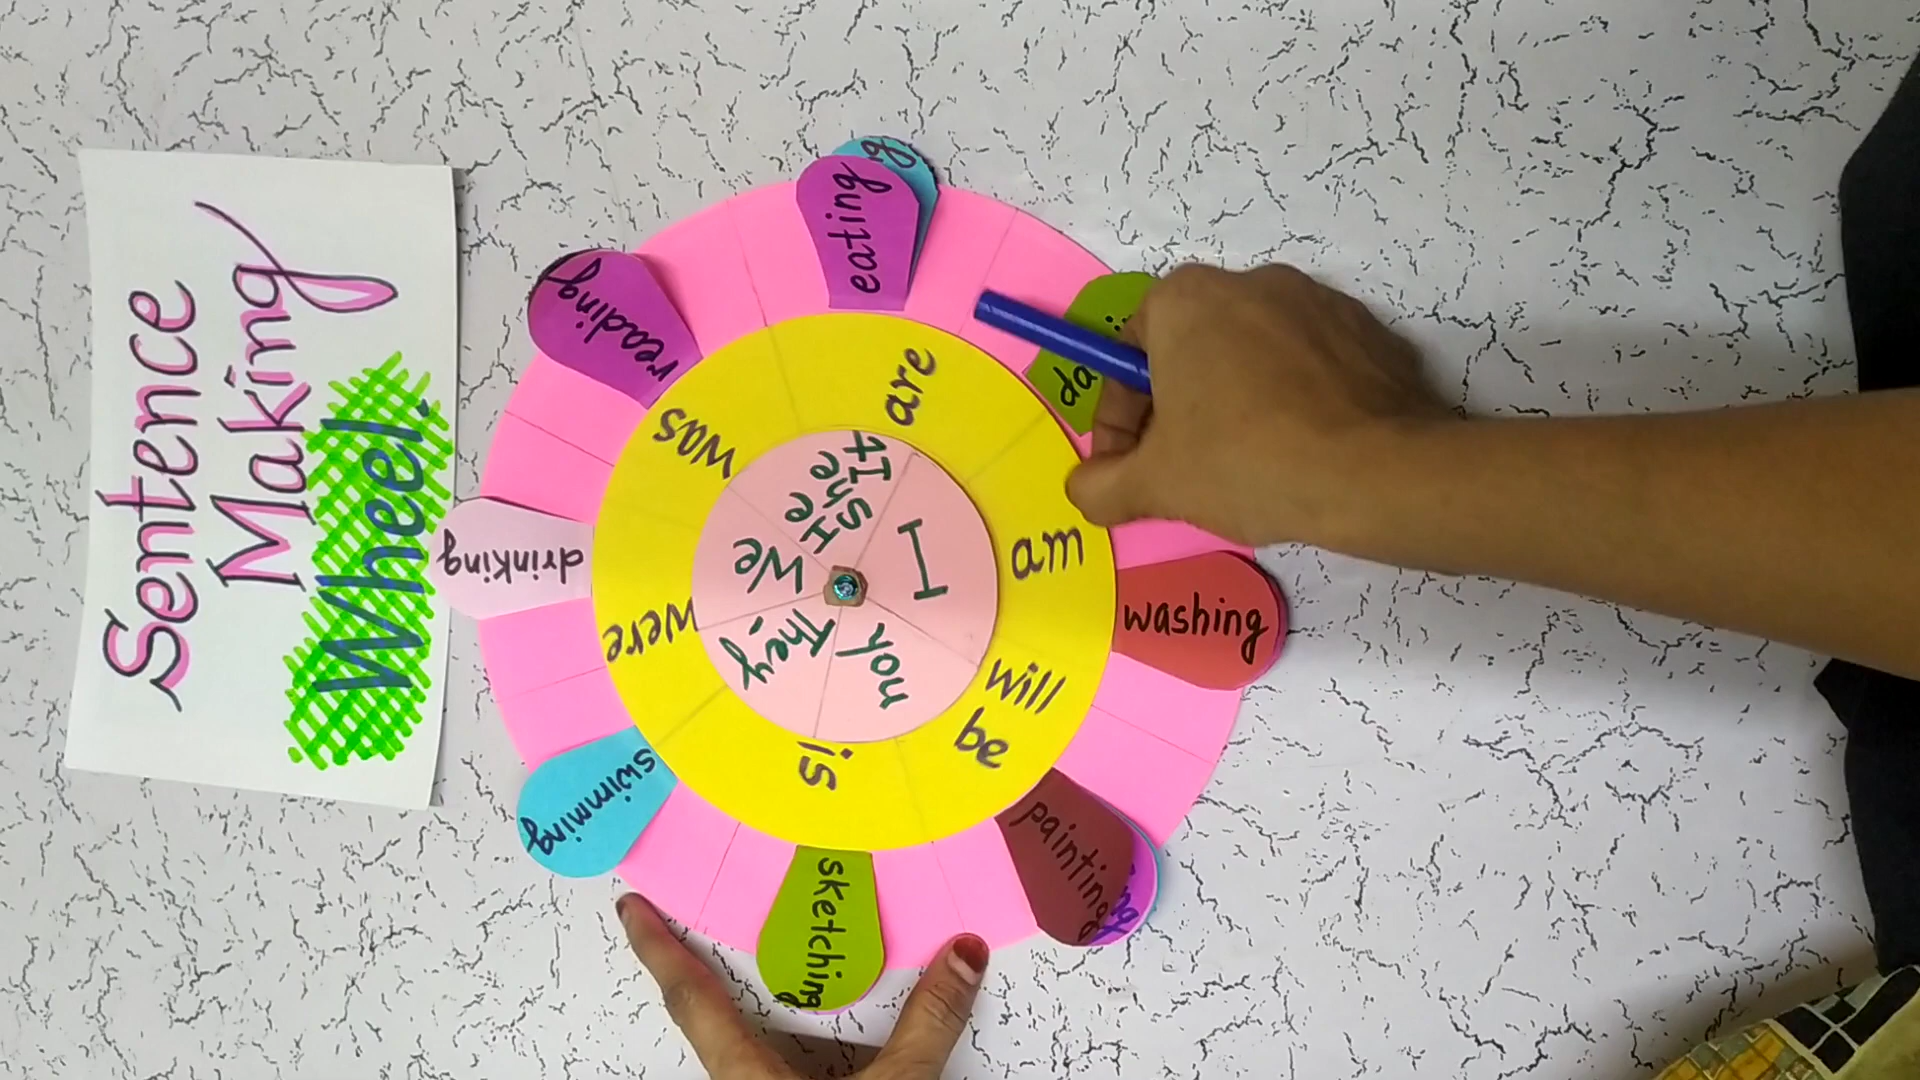 Sentence
Making
Wheel.
eating
reading
drinking
swimming
sketching
painting
washing
are
was
were
is
will
be
am
I
He
She
It
We
They
You